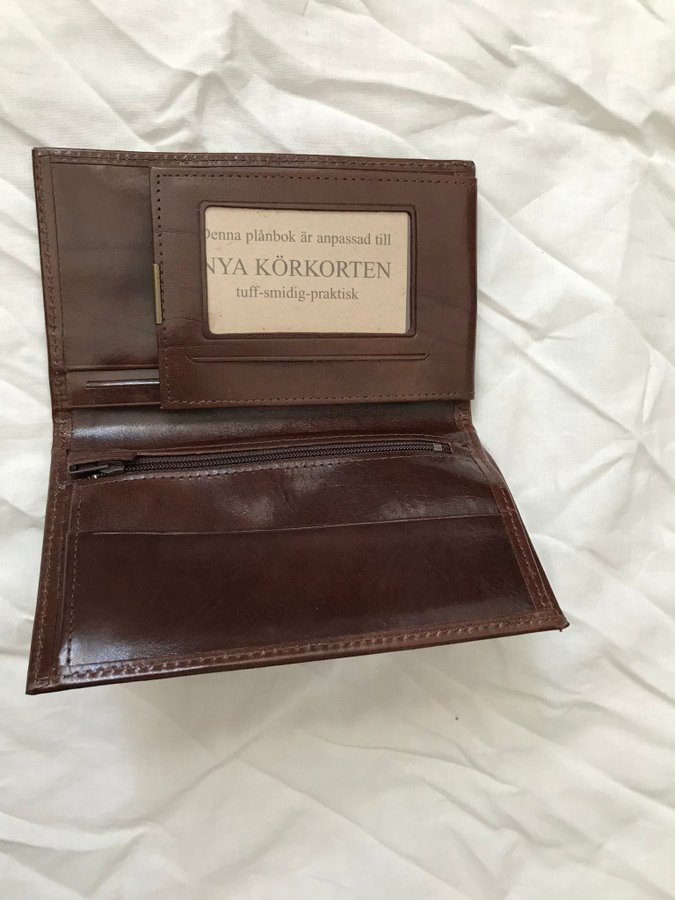 Denna plånbok är anpassad till
NYA KÖRKORTEN
tuff-smidig-praktisk